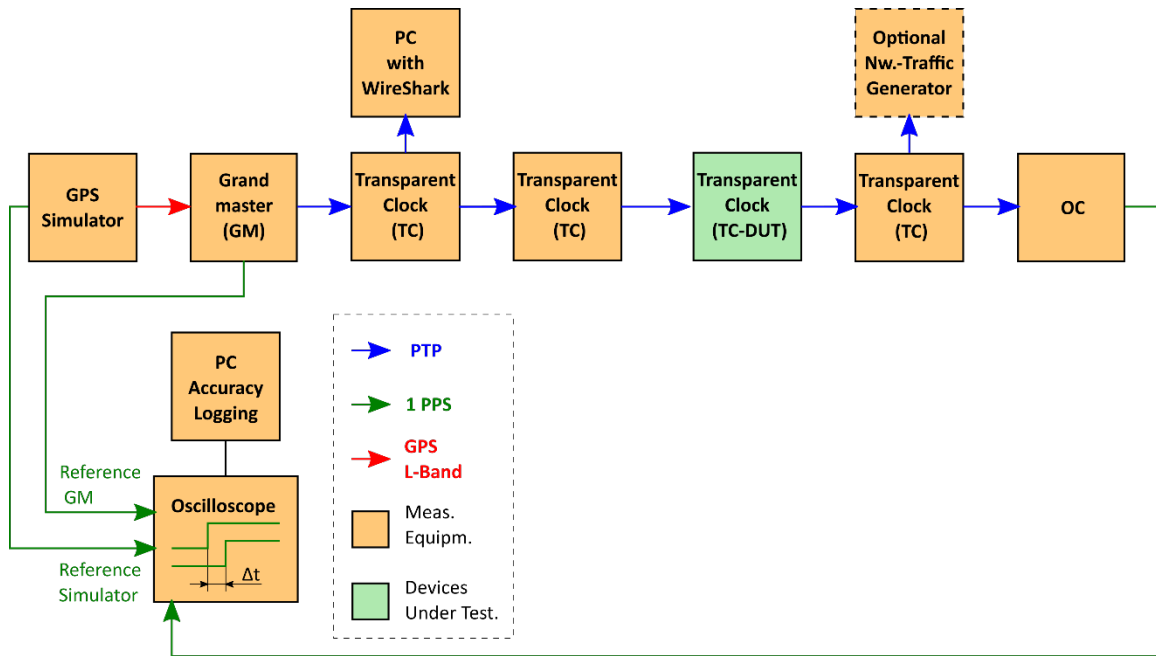 PC
with
WireShark
Optional
Nw.-Traffic
Generator
GPS
Simulator
Grand
master
(GM)
Transparent
Clock
(TC)
Transparent
Clock
(TC)
Transparent
Clock
(TC-DUT)
Transparent
Clock
(TC)
OC
PC
Accuracy
Logging
Reference
GM
Oscilloscope
Δt
Reference
Simulator
PTP
1 PPS
GPS
L-Band
Meas.
Equipm.
Devices
Under Test.